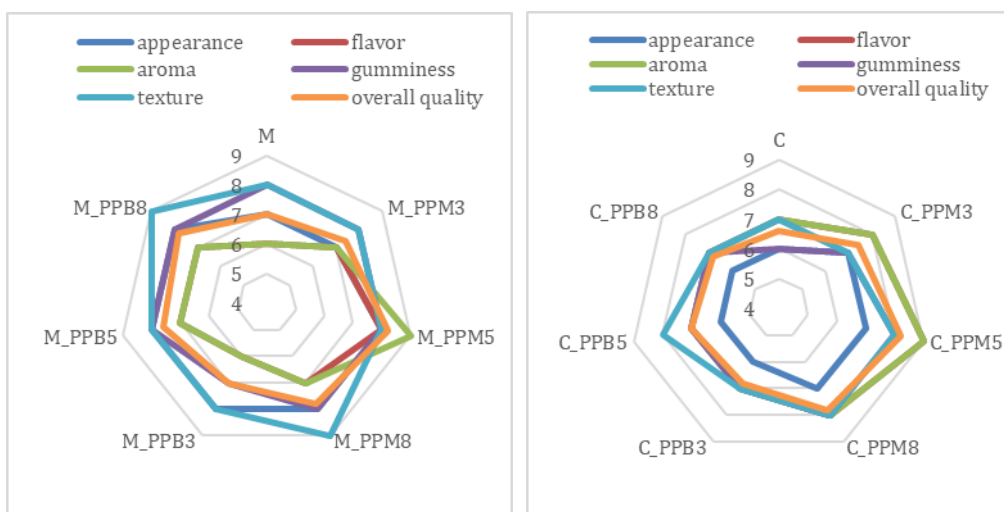 appearance flavor
aroma gumminess
texture overall quality
M
9
8
7
6
5
4
M_PPM3
M_PPM5
M_PPM8
M_PPB3
M_PPB5
M_PPB8
appearance flavor
aroma gumminess
texture overall quality
C
9
8
7
6
5
4
C_PPM3
C_PPM5
C_PPM8
C_PPB3
C_PPB5
C_PPB8